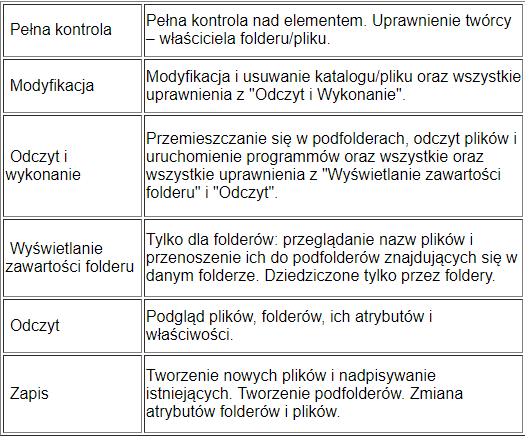 Pełna kontrola
Pełna kontrola nad elementem. Uprawnienie twórcy
– właściciela folderu/pliku.
Modyfikacja
Modyfikacja i usuwanie katalogu/pliku oraz wszystkie
uprawnienia z "Odczyt i Wykonanie".
Odczyt i
wykonanie
Przemieszczanie się w podfolderach, odczyt plików i
uruchomienie programmów oraz wszystkie oraz
wszystkie uprawnienia z "Wyświetlanie zawartości
folderu" i "Odczyt".
Wyświetlanie
zawartości folderu
Tylko dla folderów: przeglądanie nazw plików i
przenoszenie ich do podfolderów znajdujących się w
danym folderze. Dziedziczone tylko przez foldery.
Odczyt
Podgląd plików, folderów, ich atrybutów i
właściwości.
Zapis
Tworzenie nowych plików i nadpisywanie
istniejących. Tworzenie podfolderów. Zmiana
atrybutów folderów i plików.